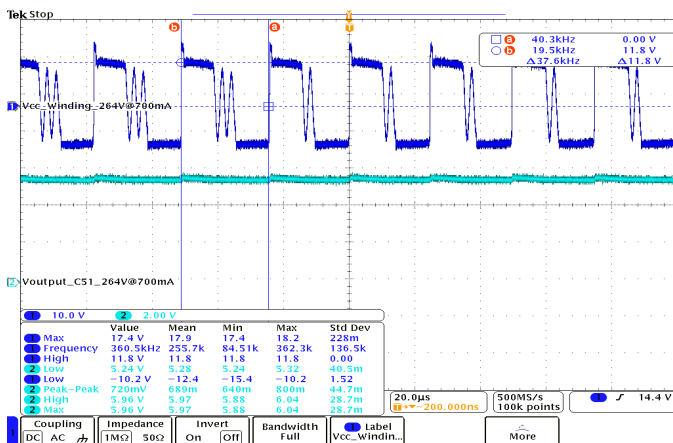 Tek Stop
b a T
a 40.3kHz 0.00 V
b 19.5kHz 11.8 V
Δ37.6kHz Δ11.8 V
1 Vcc_Winding_264V@700mA
2 Voutput_C51_264V@700mA
1 10.0 V 2 2.00 V
Value Mean Min Max Std Dev
1 Max 17.4 V 17.9 17.4 18.2 228m
1 Frequency 360.5kHz 255.7k 84.51k 362.3k 136.5k
1 High 11.8 V 11.8 11.8 11.8 0.00
2 Low 5.24 V 5.28 5.24 5.32 40.5m
1 Low −10.2 V −12.4 −15.4 −10.2 1.52
2 Peak–Peak 720mV 689m 640m 800m 44.7m
2 High 5.96 V 5.97 5.88 6.04 28.7m
2 Max 5.96 V 5.97 5.88 6.04 28.7m
20.0µs
T→▾−200.000ns
500MS/s
100k points
1 14.4 V
1
Coupling
DC AC
Impedance
1MΩ 50Ω
Invert
On Off
Bandwidth
Full
1 Label
Vcc_Windin...
More